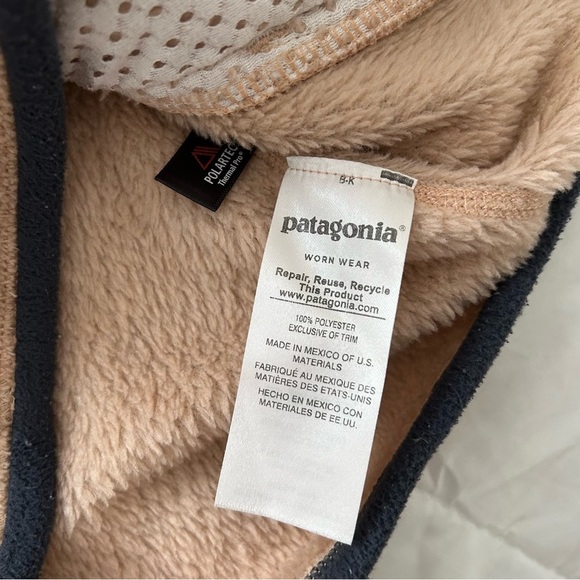 POLARTEC
Thermal Pro®
B-K
patagonia®
WORN WEAR
Repair, Reuse, Recycle
This Product
www.patagonia.com
100% POLYESTER
EXCLUSIVE OF TRIM
MADE IN MEXICO OF U.S.
MATERIALS
FABRIQUÉ AU MEXIQUE DES
MATIÈRES DES ETATS-UNIS
HECHO EN MEXICO CON
MATERIALES DE EE.UU.